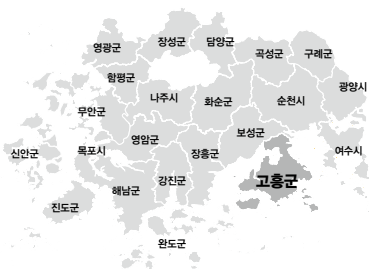 영광군
장성군
담양군
곡성군
구례군
함평군
나주시
화순군
순천시
광양시
무안군
영암군
보성군
신안군
목포시
장흥군
여수시
해남군
강진군
고흥군
진도군
완도군